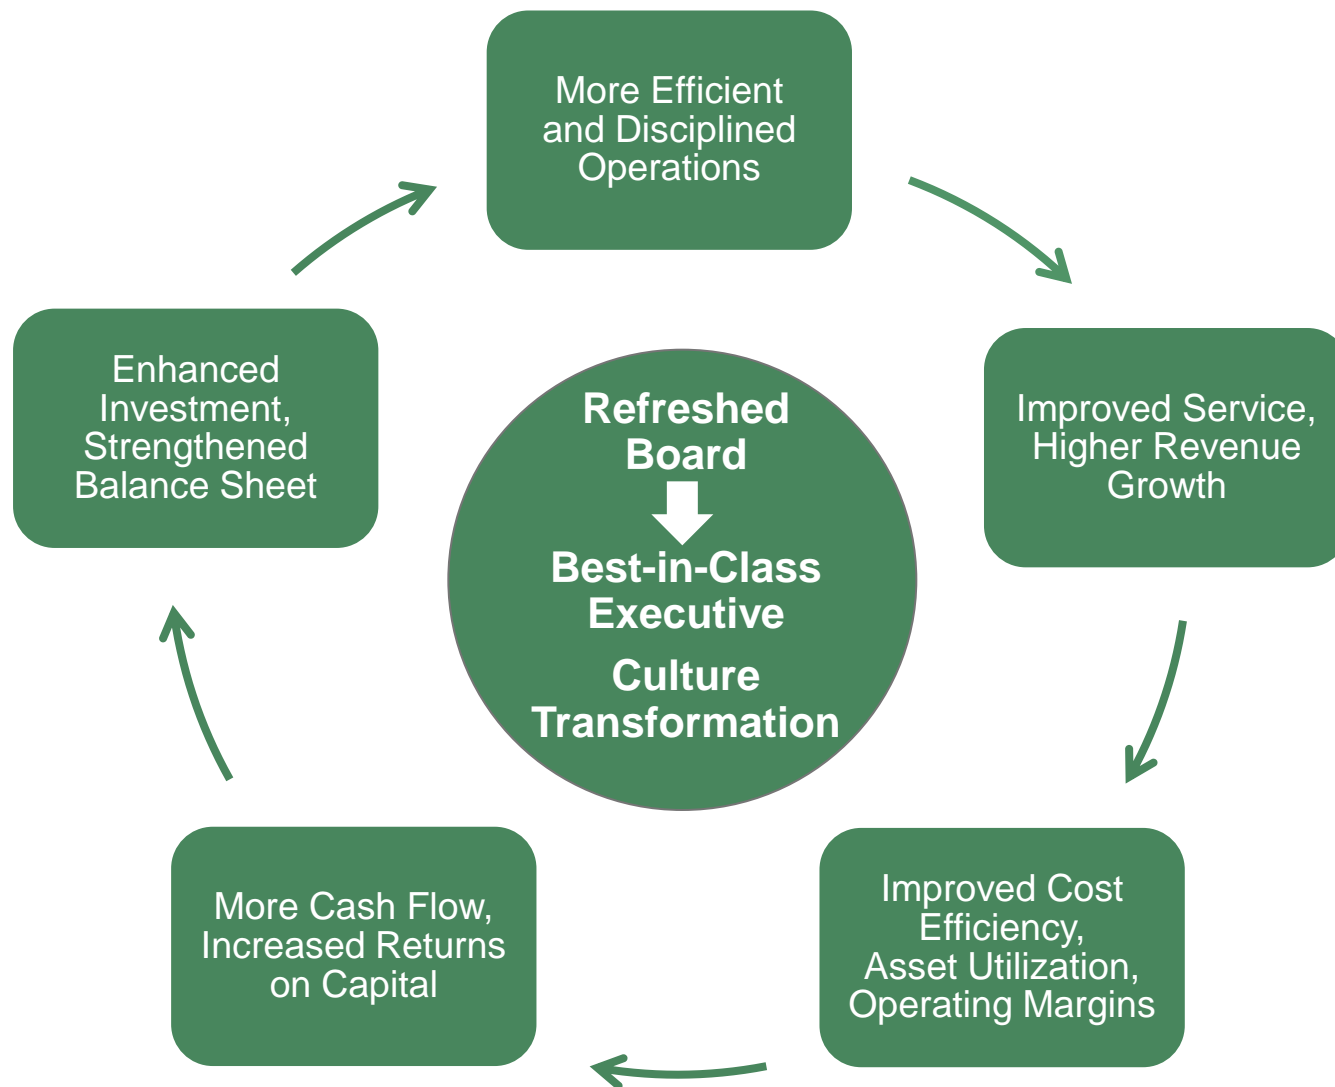 More Efficient
and Disciplined
Operations
Improved Service,
Higher Revenue
Growth
Improved Cost
Efficiency,
Asset Utilization,
Operating Margins
More Cash Flow,
Increased Returns
on Capital
Enhanced
Investment,
Strengthened
Balance Sheet
Refreshed
Board
Best-in-Class
Executive
Culture
Transformation